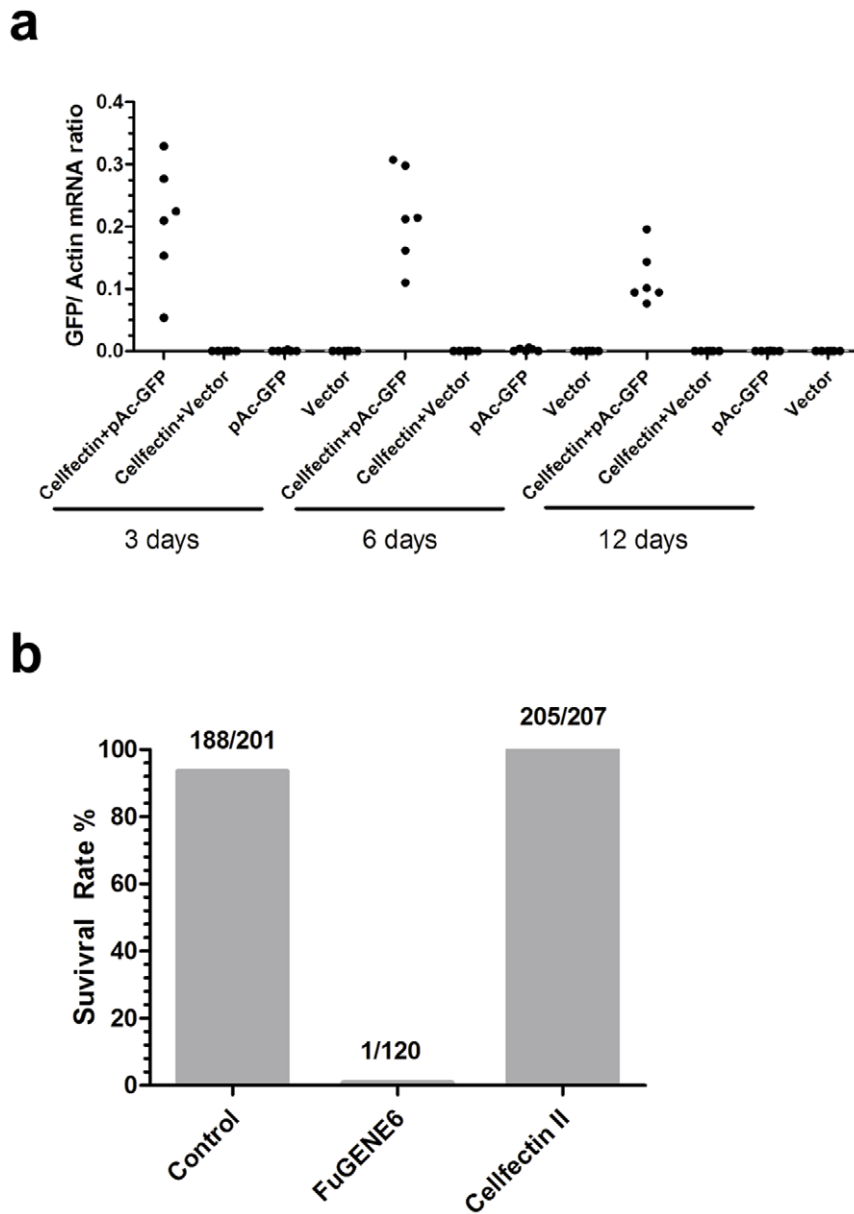 a
GFP/ Actin mRNA ratio
0.4
0.3
0.2
0.1
0.0
Cellfectin+pAc-GFP
Cellfectin+Vector
pAc-GFP
Vector
Cellfectin+pAc-GFP
Cellfectin+Vector
pAc-GFP
Vector
Cellfectin+pAc-GFP
Cellfectin+Vector
pAc-GFP
Vector
3 days
6 days
12 days
b
Suvivral Rate %
100
80
60
40
20
0
188/201
1/120
205/207
Control
FuGENE6
Cellfectin II